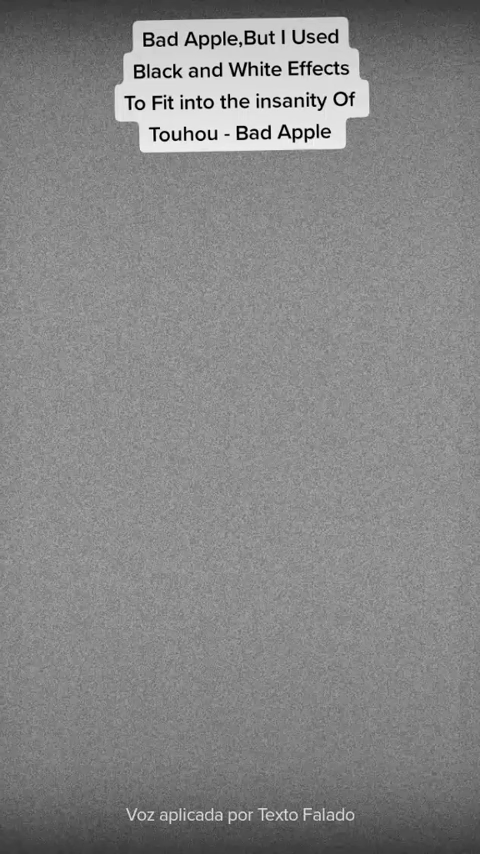 Bad Apple,But I Used
Black and White Effects
To Fit into the insanity Of
Touhou - Bad Apple
Voz aplicada por Texto Falado